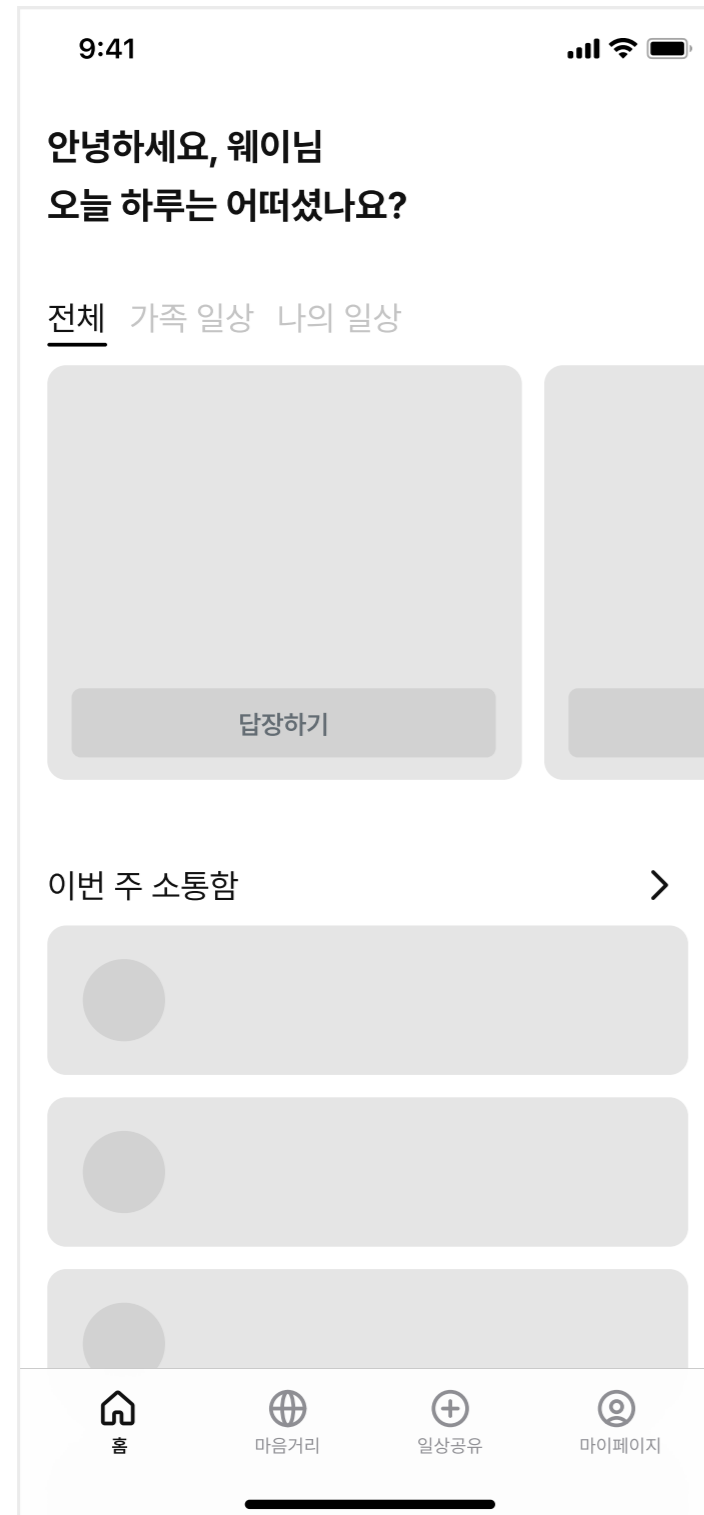 9:41
안녕하세요, 웨이님
오늘 하루는 어떠셨나요?
전체 가족 일상 나의 일상
답장하기
이번 주 소통함
홈 마음거리 일상공유 마이페이지